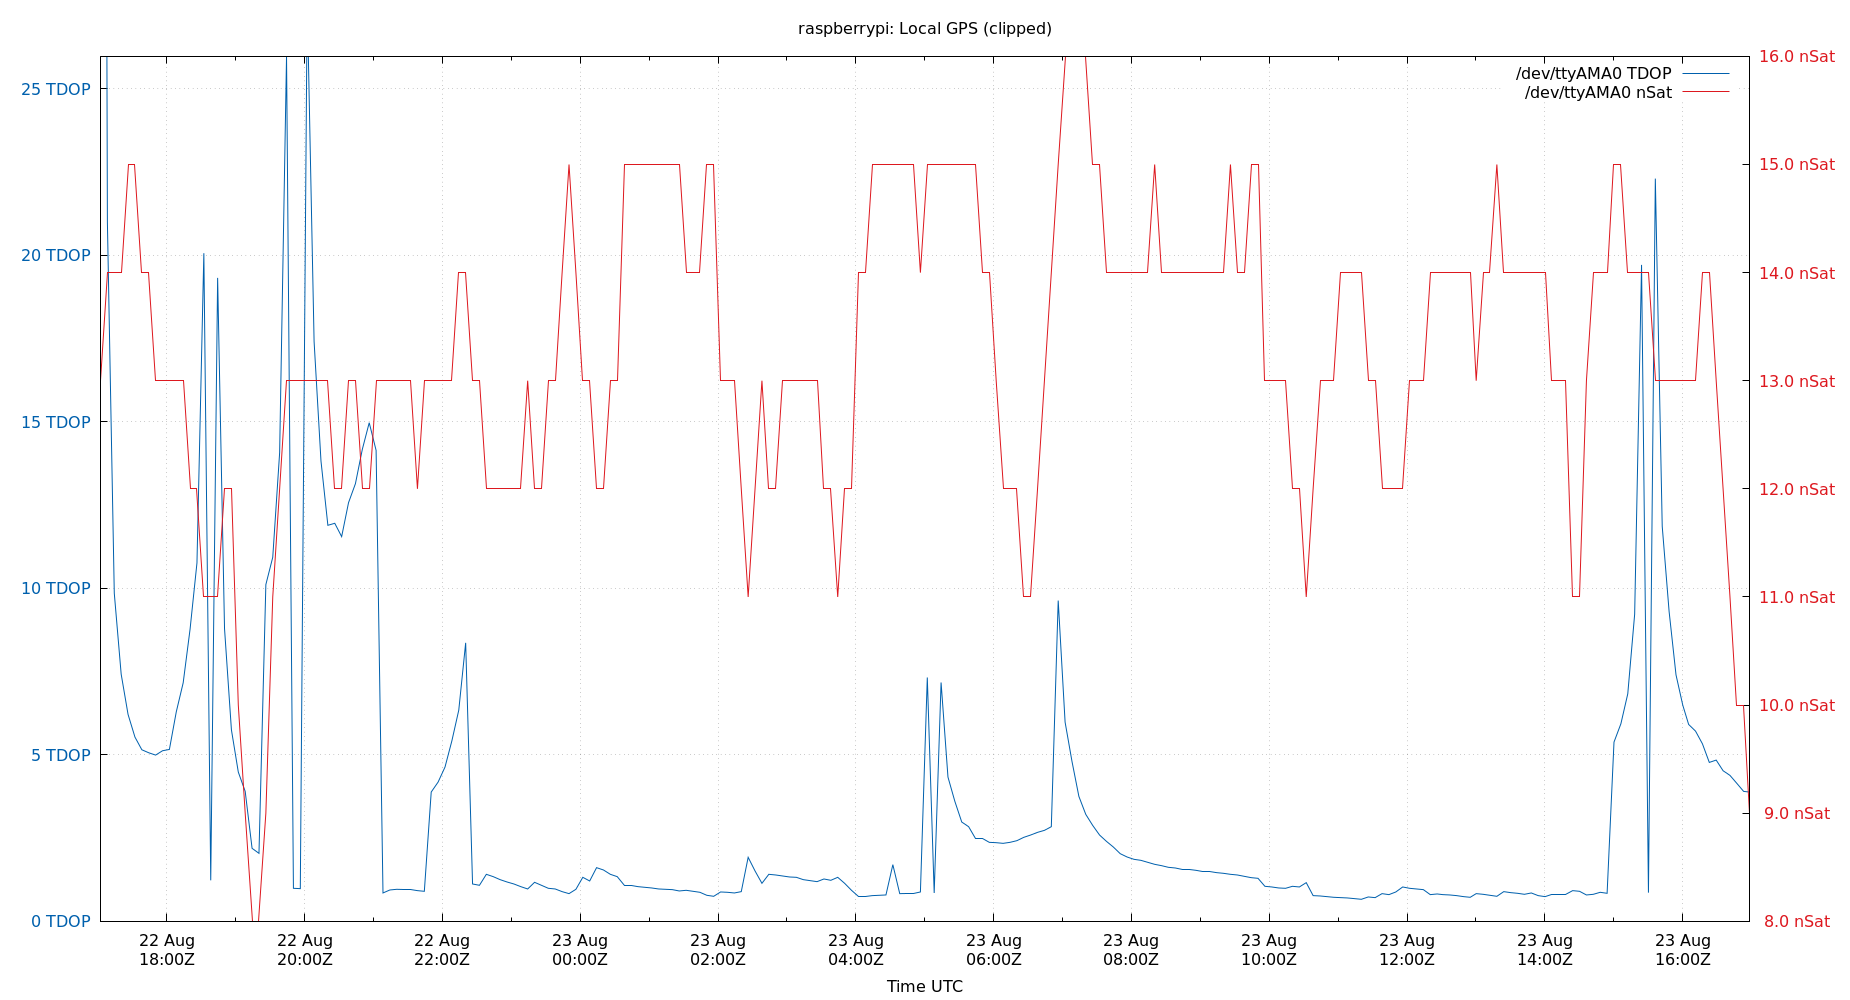 raspberrypi: Local GPS (clipped)
/dev/ttyAMA0 TDOP
/dev/ttyAMA0 nSat
25 TDOP
20 TDOP
15 TDOP
10 TDOP
5 TDOP
0 TDOP
16.0 nSat
15.0 nSat
14.0 nSat
13.0 nSat
12.0 nSat
11.0 nSat
10.0 nSat
9.0 nSat
8.0 nSat
22 Aug
18:00Z
22 Aug
20:00Z
22 Aug
22:00Z
23 Aug
00:00Z
23 Aug
02:00Z
23 Aug
04:00Z
23 Aug
06:00Z
23 Aug
08:00Z
23 Aug
10:00Z
23 Aug
12:00Z
23 Aug
14:00Z
23 Aug
16:00Z
Time UTC